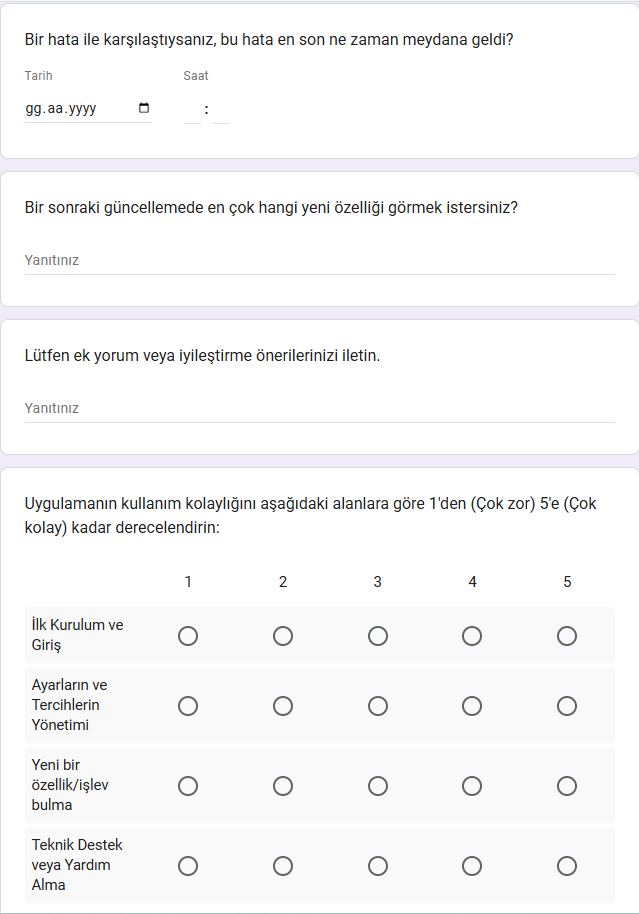 Bir hata ile karşılaştıysanız, bu hata en son ne zaman meydana geldi?
Tarih Saat
gg.aa.yyyy :
Bir sonraki güncellemede en çok hangi yeni özelliği görmek istersiniz?
Yanıtınız
Lütfen ek yorum veya iyileştirme önerilerinizi iletin.
Yanıtınız
Uygulamanın kullanım kolaylığını aşağıdaki alanlara göre 1'den (Çok zor) 5'e (Çok
kolay) kadar derecelendirin:
1 2 3 4 5
İlk Kurulum ve
Giriş
Ayarların ve
Tercihlerin
Yönetimi
Yeni bir
özellik/işlev
bulma
Teknik Destek
veya Yardım
Alma